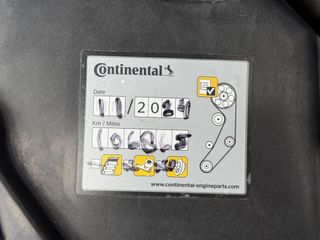 Continental
Date
11/2021
Km / Miles
106865
www.continental-engineparts.com